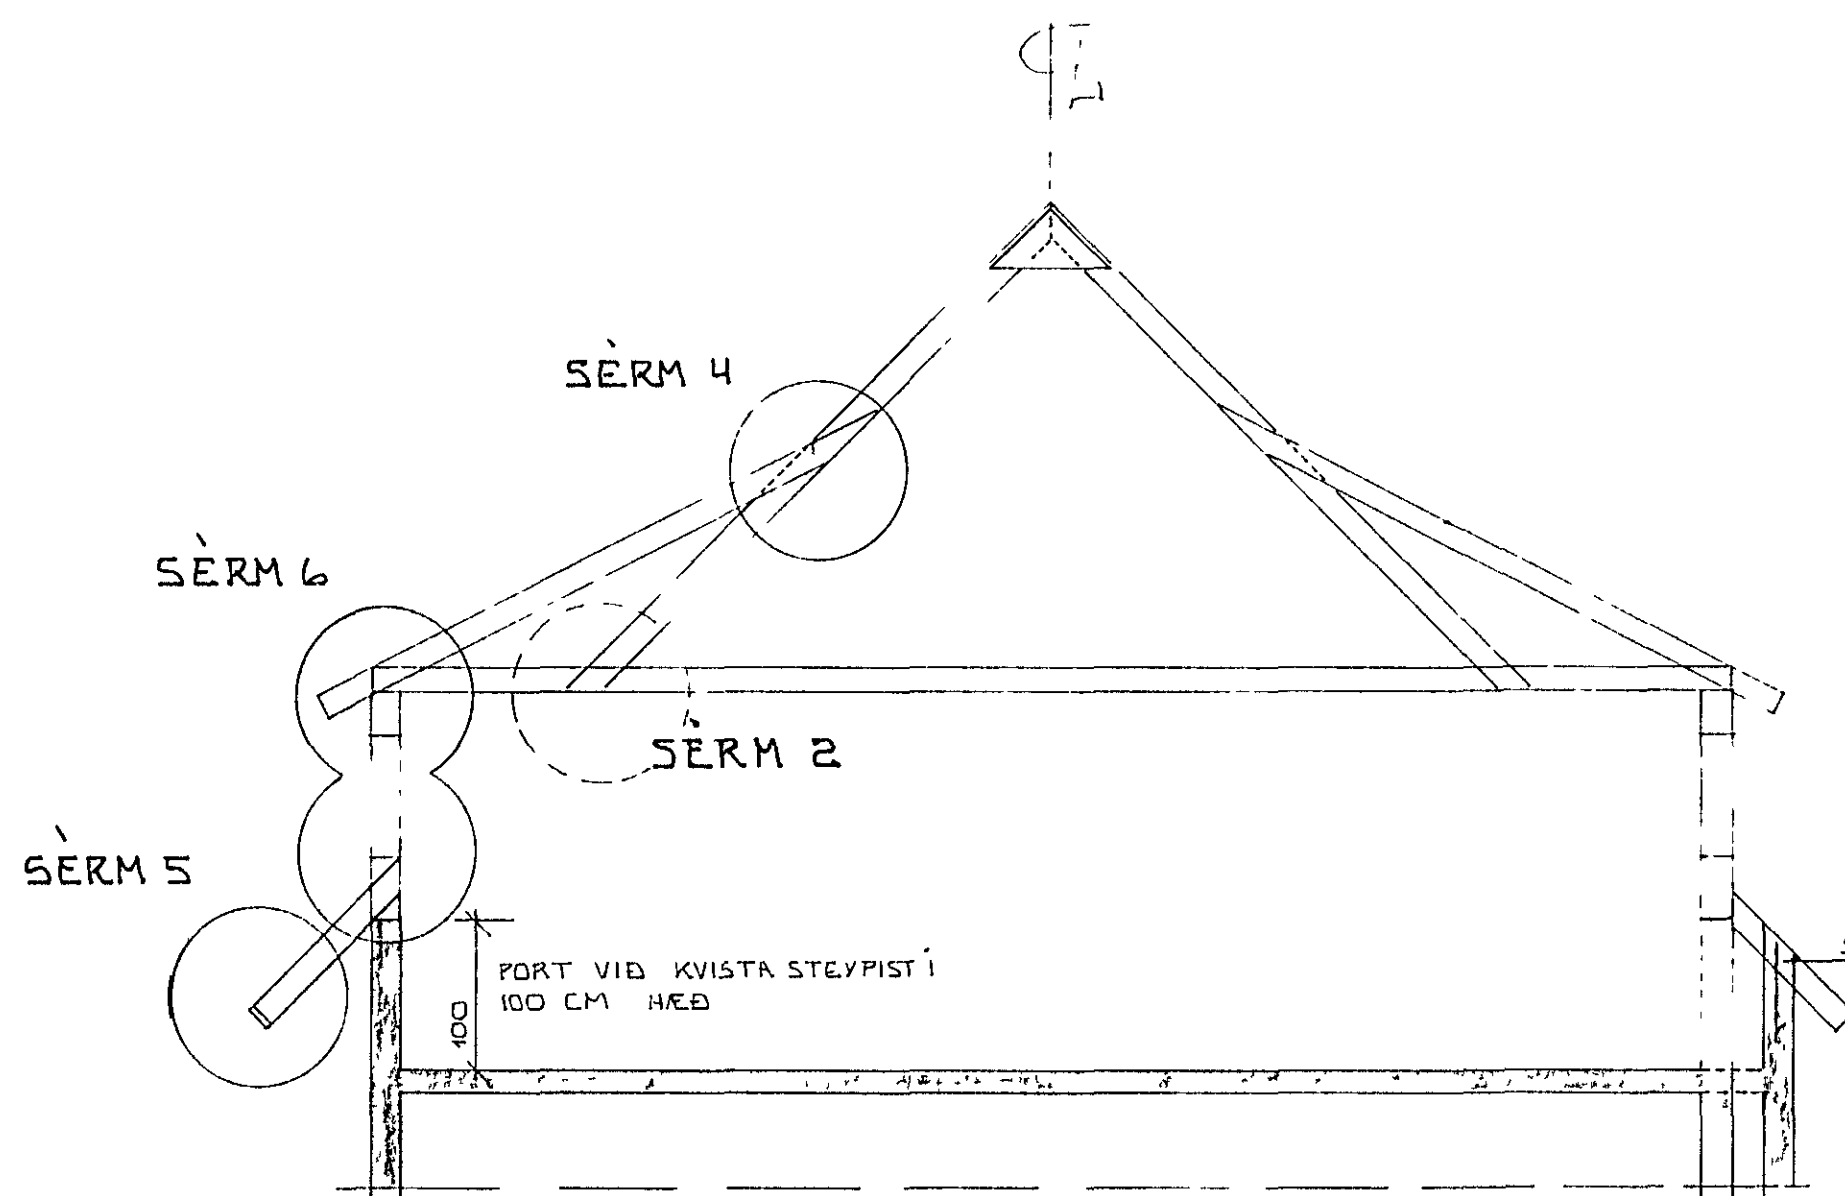 SÈRM 4
SÈRM 6
SÈRM 2
SÈRM 5
PORT VIÐ KVISTA STEYPIST Í
100 CM HÆÐ
100